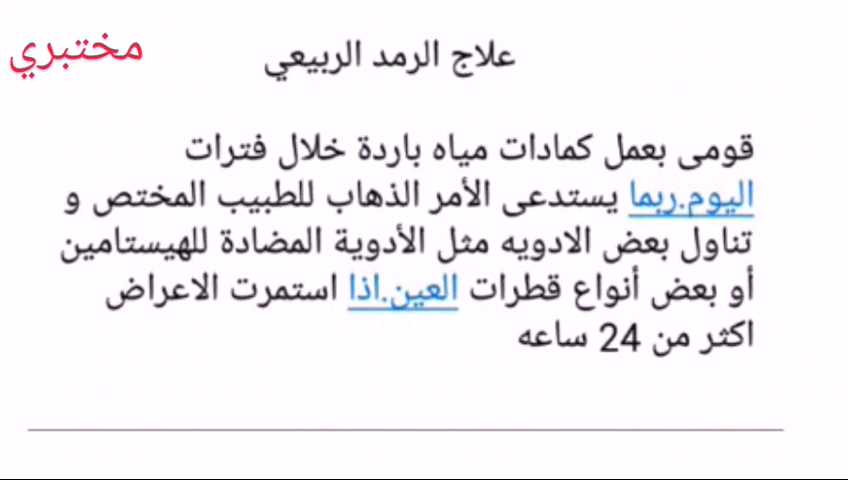 مختبري
علاج الرمد الربيعي
قومى بعمل كمادات مياه باردة خلال فترات
اليوم.ربما يستدعى الأمر الذهاب للطبيب المختص و
تناول بعض الادويه مثل الأدوية المضادة للهيستامين
أو بعض أنواع قطرات العين.اذا استمرت الاعراض
اكثر من 24 ساعه